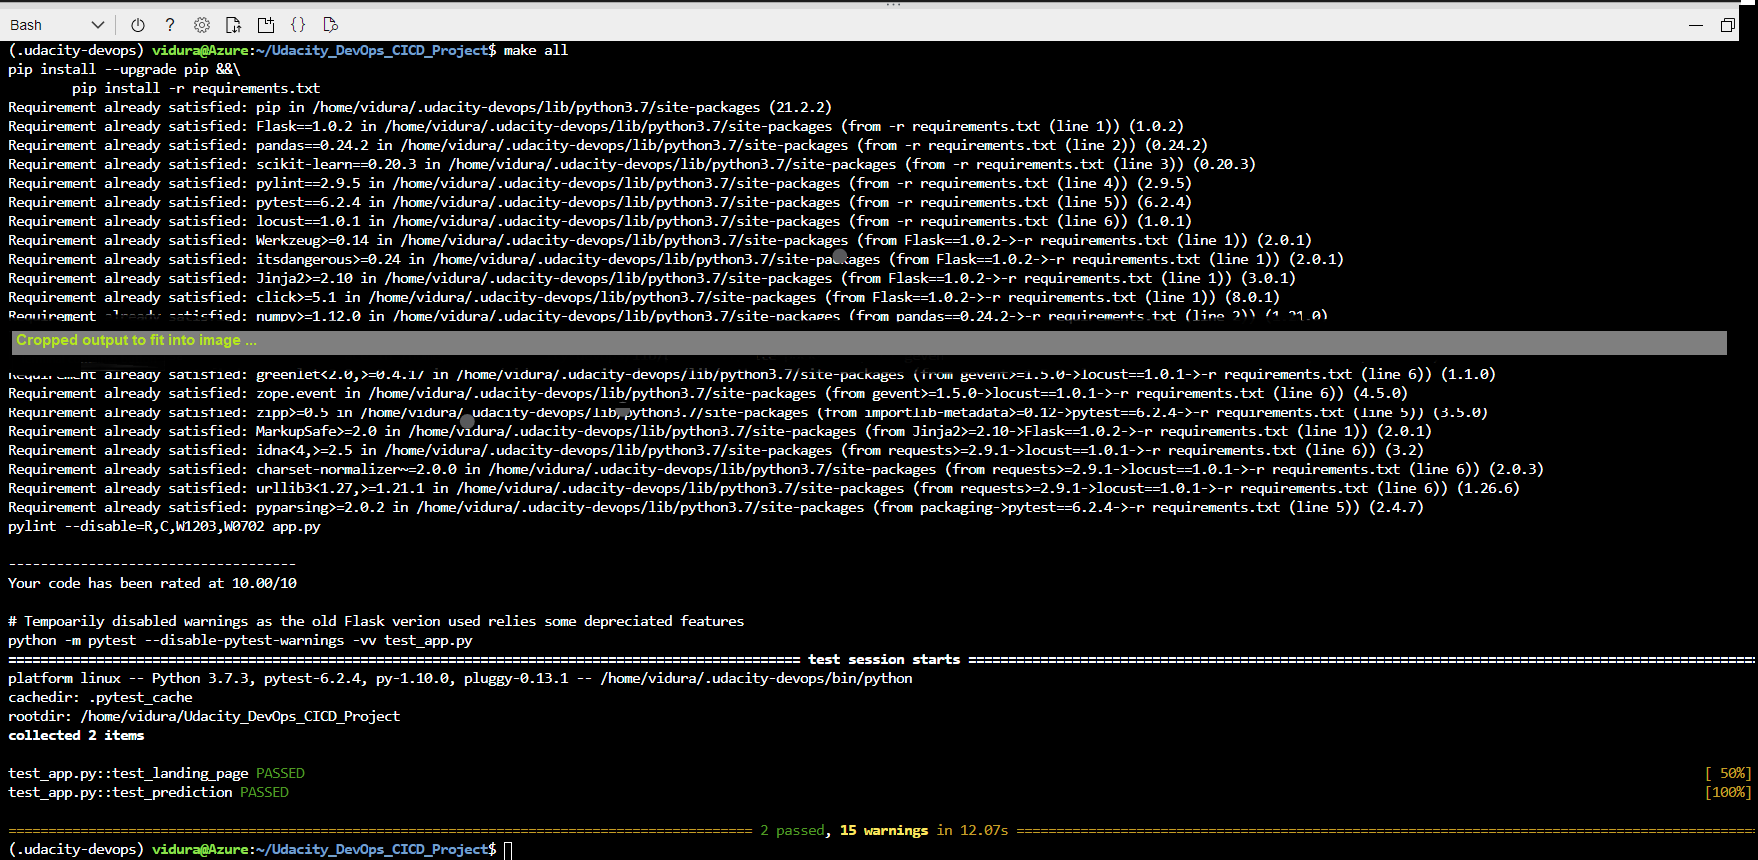 Bash
(.udacity-devops) vidura@Azure:~/Udacity_DevOps_CICD_Project$ make all
pip install --upgrade pip &&\
pip install -r requirements.txt
Requirement already satisfied: pip in /home/vidura/.udacity-devops/lib/python3.7/site-packages (21.2.2)
Requirement already satisfied: Flask==1.0.2 in /home/vidura/.udacity-devops/lib/python3.7/site-packages (from -r requirements.txt (line 1)) (1.0.2)
Requirement already satisfied: pandas==0.24.2 in /home/vidura/.udacity-devops/lib/python3.7/site-packages (from -r requirements.txt (line 2)) (0.24.2)
Requirement already satisfied: scikit-learn==0.20.3 in /home/vidura/.udacity-devops/lib/python3.7/site-packages (from -r requirements.txt (line 3)) (0.20.3)
Requirement already satisfied: pylint==2.9.5 in /home/vidura/.udacity-devops/lib/python3.7/site-packages (from -r requirements.txt (line 4)) (2.9.5)
Requirement already satisfied: pytest==6.2.4 in /home/vidura/.udacity-devops/lib/python3.7/site-packages (from -r requirements.txt (line 5)) (6.2.4)
Requirement already satisfied: locust==1.0.1 in /home/vidura/.udacity-devops/lib/python3.7/site-packages (from -r requirements.txt (line 6)) (1.0.1)
Requirement already satisfied: Werkzeug>=0.14 in /home/vidura/.udacity-devops/lib/python3.7/site-packages (from Flask==1.0.2->-r requirements.txt (line 1)) (2.0.1)
Requirement already satisfied: itsdangerous>=0.24 in /home/vidura/.udacity-devops/lib/python3.7/site-packages (from Flask==1.0.2->-r requirements.txt (line 1)) (2.0.1)
Requirement already satisfied: Jinja2>=2.10 in /home/vidura/.udacity-devops/lib/python3.7/site-packages (from Flask==1.0.2->-r requirements.txt (line 1)) (3.0.1)
Requirement already satisfied: click>=5.1 in /home/vidura/.udacity-devops/lib/python3.7/site-packages (from Flask==1.0.2->-r requirements.txt (line 1)) (8.0.1)
Requirement already satisfied: numpy>=1.12.0 in /home/vidura/.udacity-devops/lib/python3.7/site-packages (from pandas==0.24.2->-r requirements.txt (line 2)) (1.21.0)
Cropped output to fit into image ...
Requirement already satisfied: greenlet<2.0,>=0.4.17 in /home/vidura/.udacity-devops/lib/python3.7/site-packages (from gevent>=1.5.0->locust==1.0.1->-r requirements.txt (line 6)) (1.1.0)
Requirement already satisfied: zope.event in /home/vidura/.udacity-devops/lib/python3.7/site-packages (from gevent>=1.5.0->locust==1.0.1->-r requirements.txt (line 6)) (4.5.0)
Requirement already satisfied: zipp>=0.5 in /home/vidura/.udacity-devops/lib/python3.7/site-packages (from importlib-metadata>=0.12->pytest==6.2.4->-r requirements.txt (line 5)) (3.5.0)
Requirement already satisfied: MarkupSafe>=2.0 in /home/vidura/.udacity-devops/lib/python3.7/site-packages (from Jinja2>=2.10->Flask==1.0.2->-r requirements.txt (line 1)) (2.0.1)
Requirement already satisfied: idna<4,>=2.5 in /home/vidura/.udacity-devops/lib/python3.7/site-packages (from requests>=2.9.1->locust==1.0.1->-r requirements.txt (line 6)) (3.2)
Requirement already satisfied: charset-normalizer~=2.0.0 in /home/vidura/.udacity-devops/lib/python3.7/site-packages (from requests>=2.9.1->locust==1.0.1->-r requirements.txt (line 6)) (2.0.3)
Requirement already satisfied: urllib3<1.27,>=1.21.1 in /home/vidura/.udacity-devops/lib/python3.7/site-packages (from requests>=2.9.1->locust==1.0.1->-r requirements.txt (line 6)) (1.26.6)
Requirement already satisfied: pyparsing>=2.0.2 in /home/vidura/.udacity-devops/lib/python3.7/site-packages (from packaging->pytest==6.2.4->-r requirements.txt (line 5)) (2.4.7)
pylint --disable=R,C,W1203,W0702 app.py
------------------------------------
Your code has been rated at 10.00/10
# Tempoarily disabled warnings as the old Flask verion used relies some depreciated features
python -m pytest --disable-pytest-warnings -vv test_app.py
=== test session starts ===
platform linux -- Python 3.7.3, pytest-6.2.4, py-1.10.0, pluggy-0.13.1 -- /home/vidura/.udacity-devops/bin/python
cachedir: .pytest_cache
rootdir: /home/vidura/Udacity_DevOps_CICD_Project
collected 2 items
test_app.py::test_landing_page PASSED [ 50%]
test_app.py::test_prediction PASSED [100%]
=== 2 passed, 15 warnings in 12.07s ===
(.udacity-devops) vidura@Azure:~/Udacity_DevOps_CICD_Project$